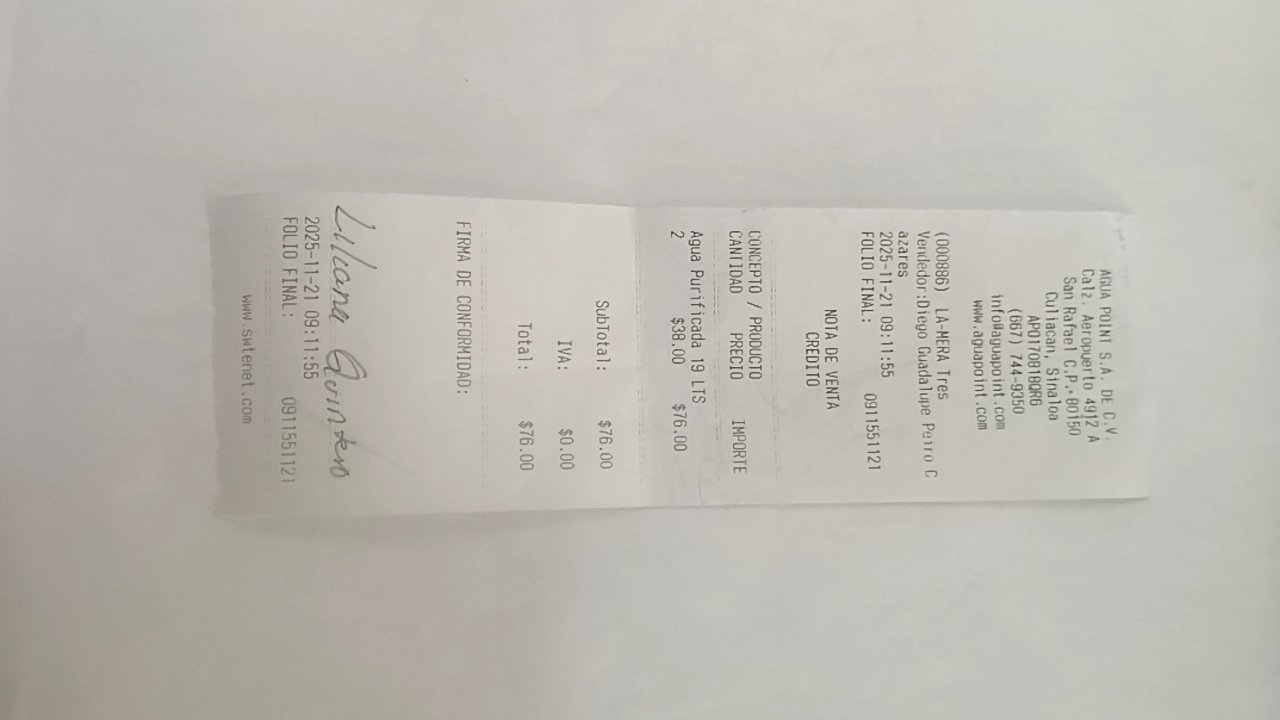 AGUA POINT S.A. DE C.V.
Calz. Aeropuerto 4912 A
San Rafael C.P. 80150
Culiacan, Sinaloa
APO170818QR6
(667) 744-9350
info@aguapoint.com
www.aguapoint.com
(000886) LA-MERA Tres
Vendedor:Diego Guadalupe Peiro C
azares
2025-11-21 09:11:55
FOLIO FINAL: 0911551121
NOTA DE VENTA
CREDITO
CONCEPTO / PRODUCTO
CANTIDAD PRECIO IMPORTE
Agua Purificada 19 LTS
2 $38.00 $76.00
SubTotal: $76.00
IVA: $0.00
Total: $76.00
FIRMA DE CONFORMIDAD:
Liliana Quintero
2025-11-21 09:11:55
FOLIO FINAL: 0911551121
www.swtenet.com